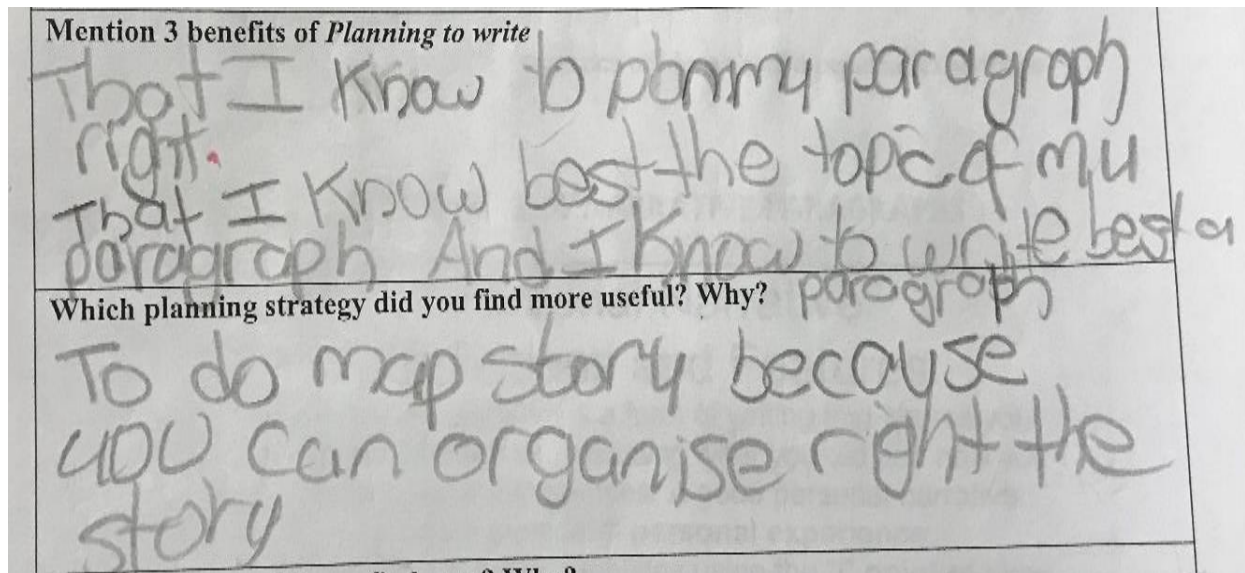 Mention 3 benefits of Planning to write
That I Know to plan my paragraph
right.
That I Know best the topic of my
paragraph And I Know to write best a
paragraph
Which planning strategy did you find more useful? Why?
To do map story because
you can organise right the
story